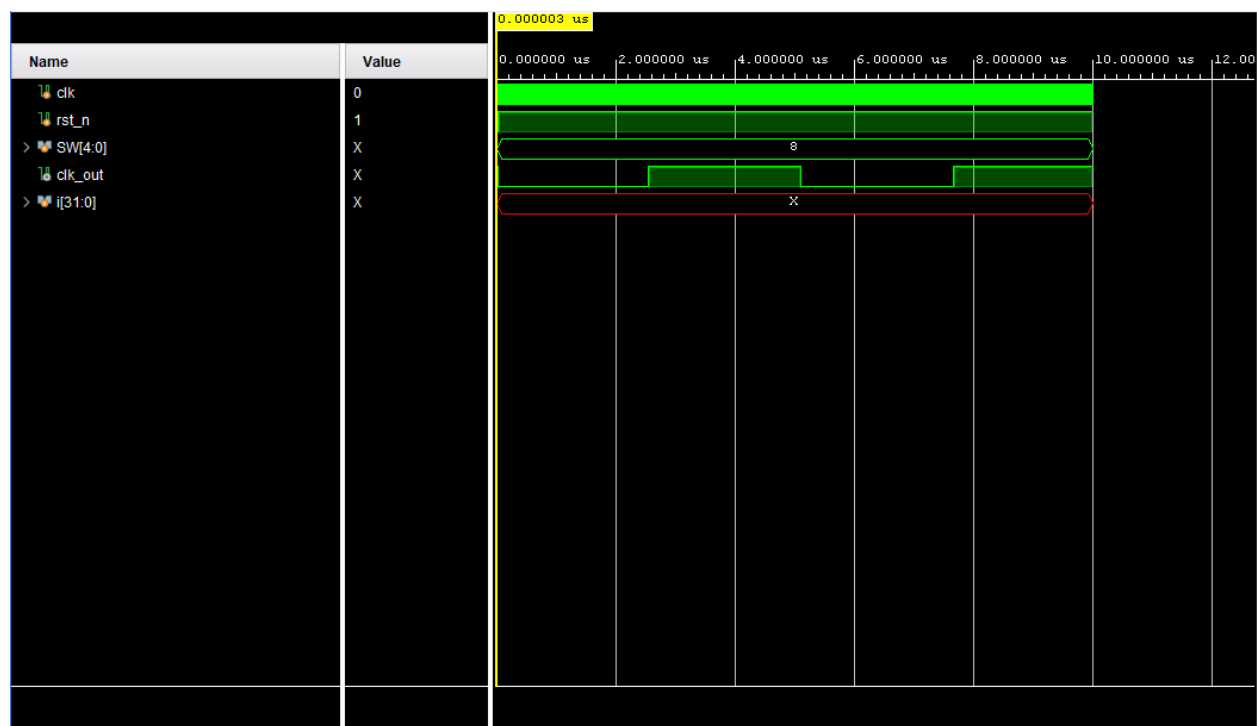 0.000003 us
Name
Value
0.000000 us
2.000000 us
4.000000 us
6.000000 us
8.000000 us
10.000000 us
12.00
clk
0
rst_n
1
> SW[4:0]
X
8
clk_out
X
> i[31:0]
X
X